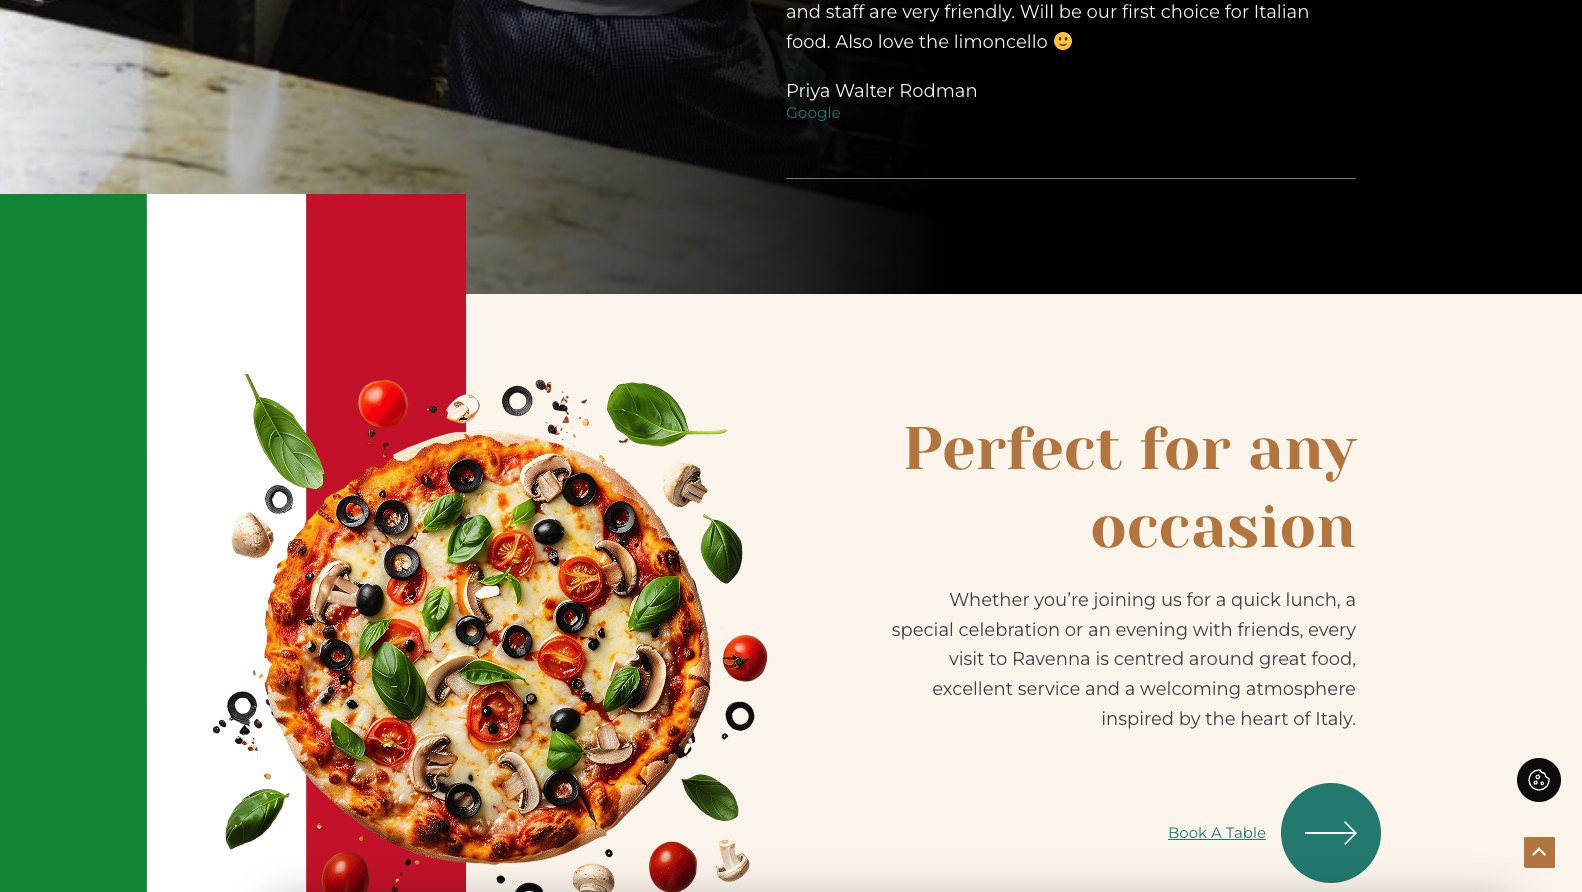 and staff are very friendly. Will be our first choice for Italian
food. Also love the limoncello 🙂
Priya Walter Rodman
Google
Perfect for any
occasion
Whether you’re joining us for a quick lunch, a
special celebration or an evening with friends, every
visit to Ravenna is centred around great food,
excellent service and a welcoming atmosphere
inspired by the heart of Italy.
Book A Table